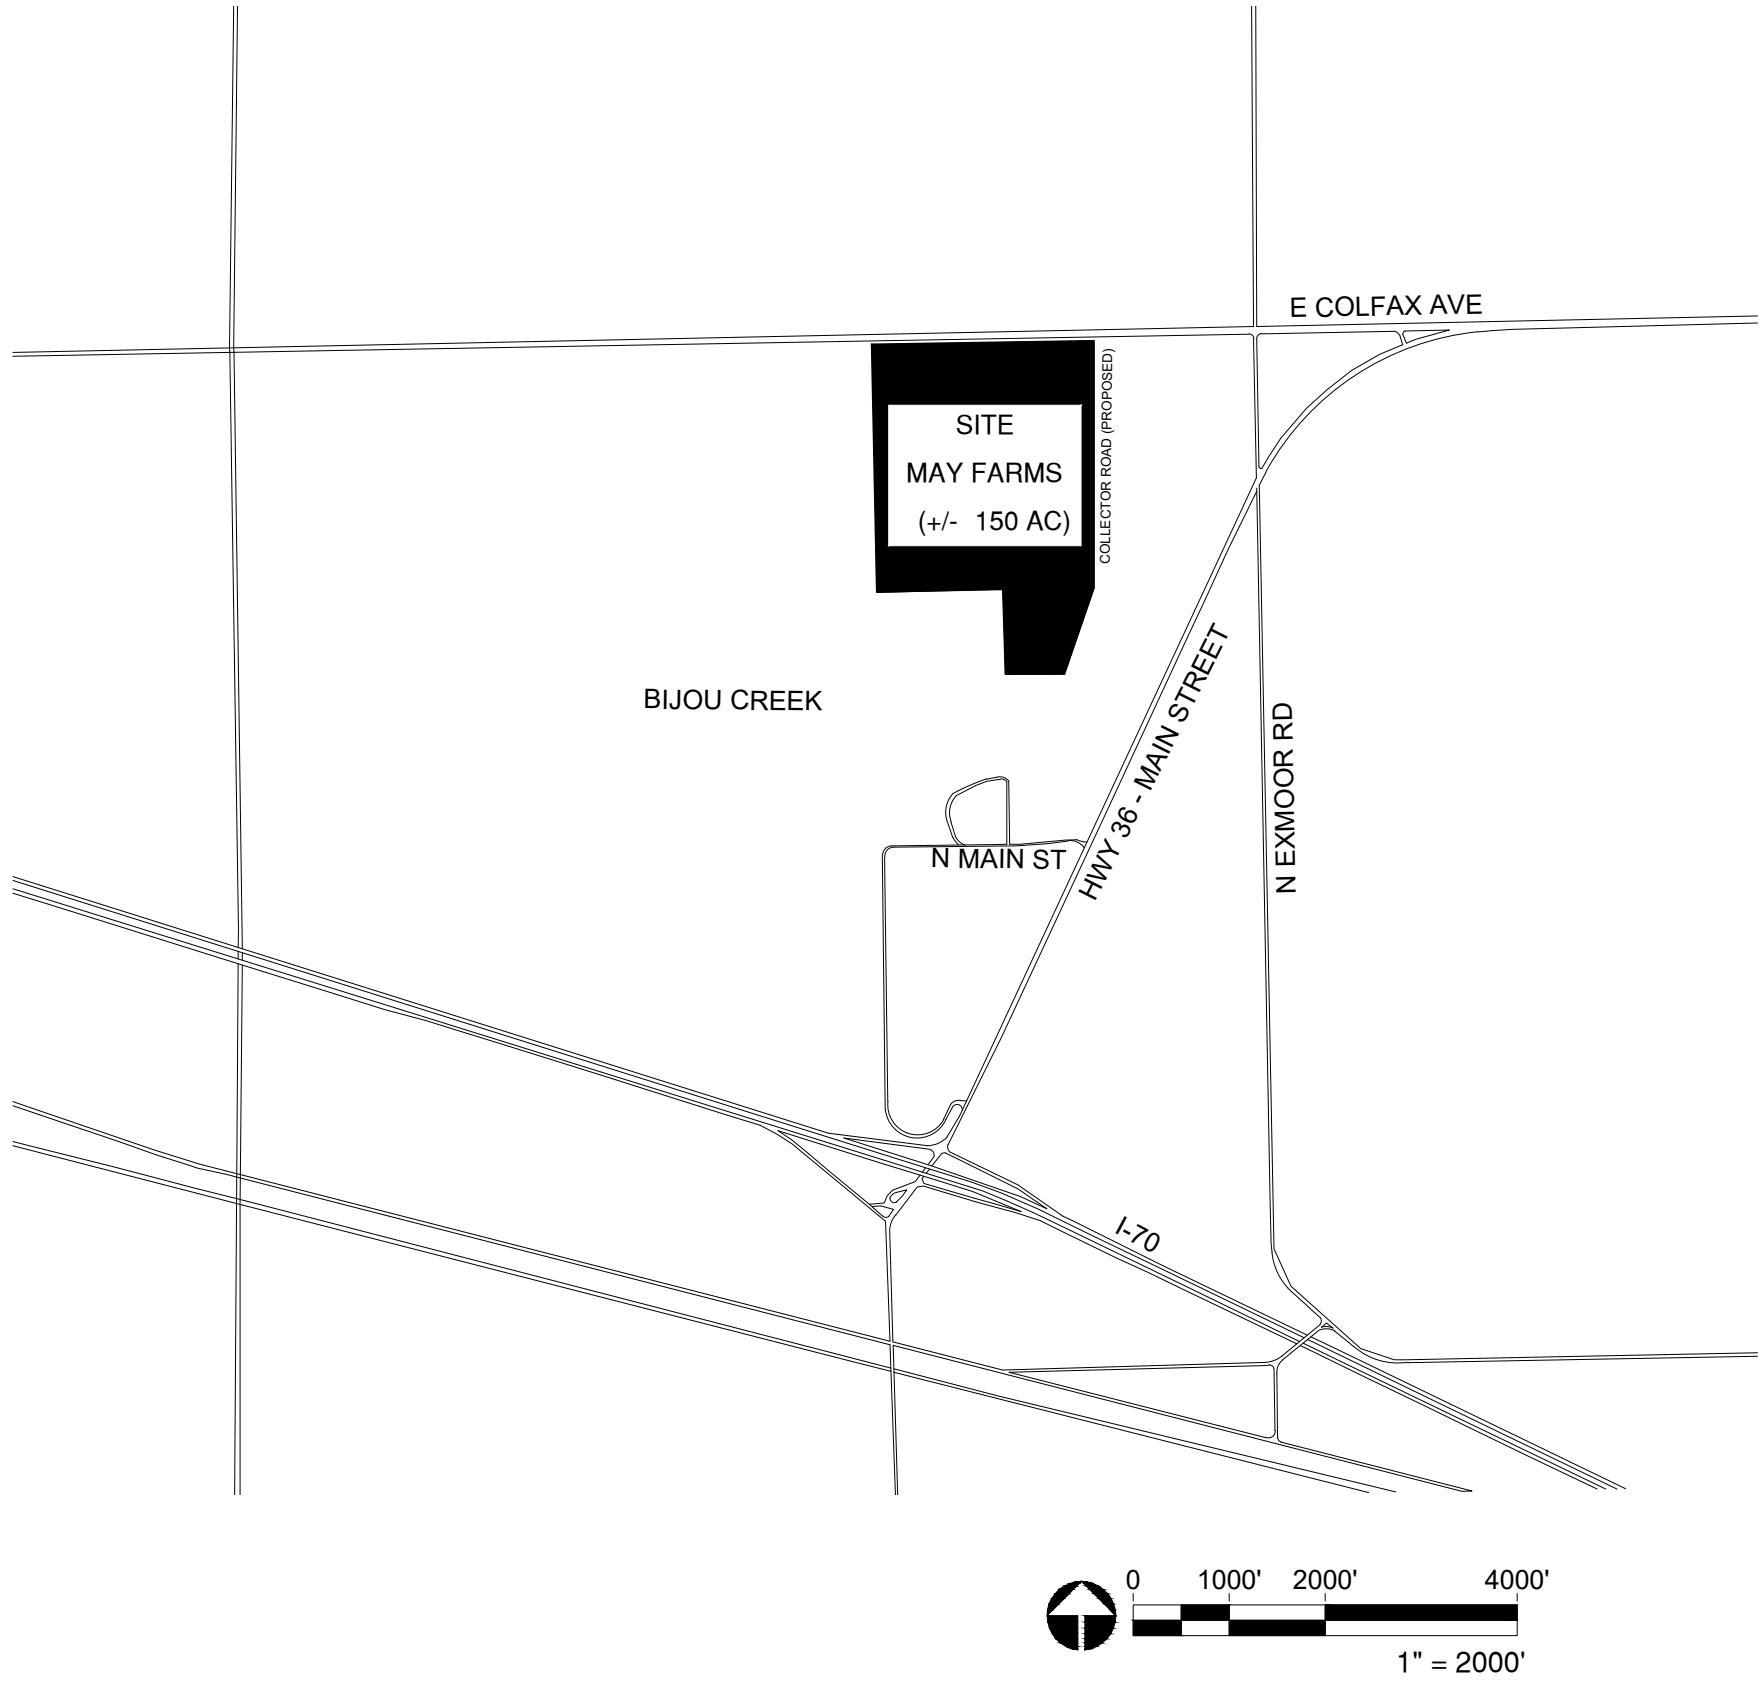 E COLFAX AVE
SITE
MAY FARMS
(+/- 150 AC)
COLLECTOR ROAD (PROPOSED)
BIJOU CREEK
HWY 36 - MAIN STREET
N EXMOOR RD
N MAIN ST
I-70
0 1000' 2000' 4000'
1" = 2000'